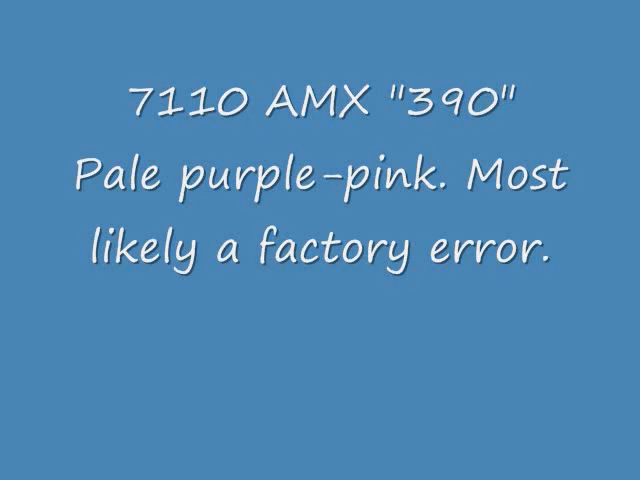 7110 AMX "390"
Pale purple-pink. Most
likely a factory error.